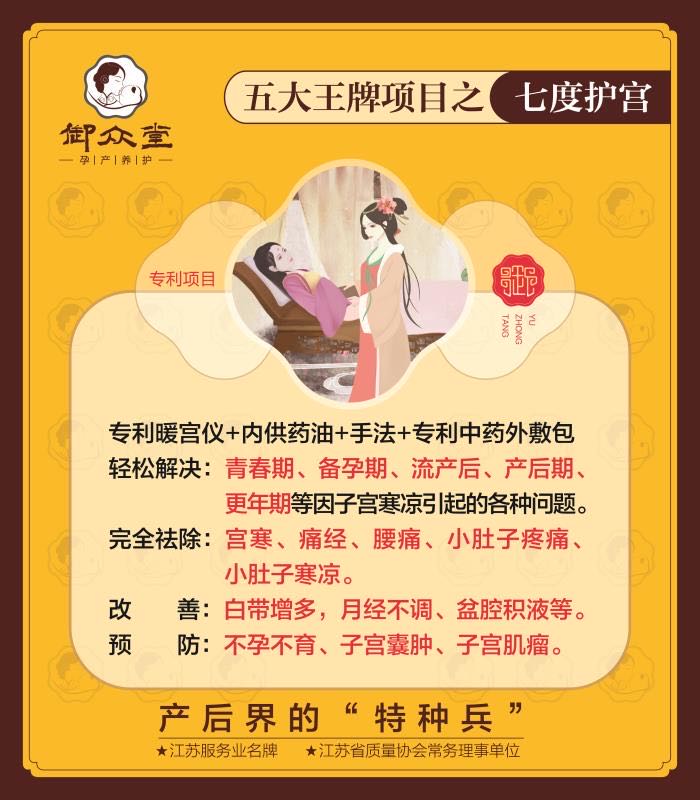 御众堂
孕|产|养|护
五大王牌项目之 七度护宫
专利项目
YU
ZHONG
TANG
专利暖宫仪+内供药油+手法+专利中药外敷包
轻松解决：青春期、备孕期、流产后、产后期、
更年期等因子宫寒凉引起的各种问题。
完全祛除：宫寒、痛经、腰痛、小肚子疼痛、
小肚子寒凉。
改 善：白带增多，月经不调、盆腔积液等。
预 防：不孕不育、子宫囊肿、子宫肌瘤。
产后界的“特种兵”
★江苏服务业名牌 ★江苏省质量协会常务理事单位